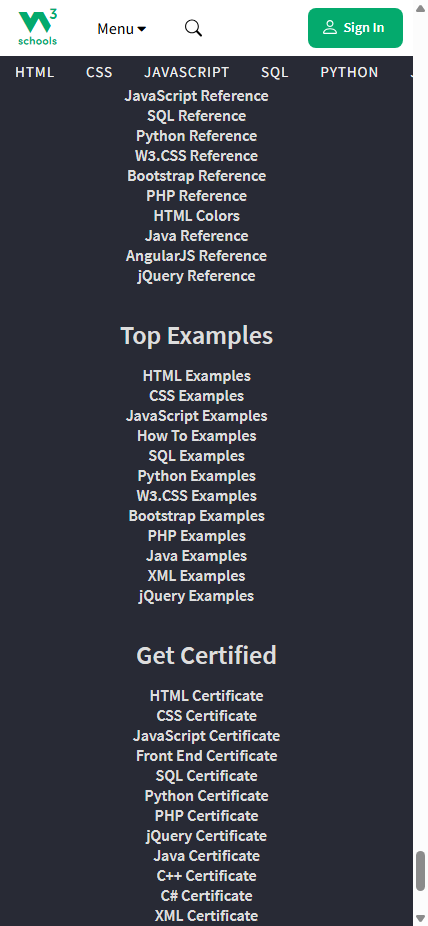 3
schools
Menu
Sign In
HTML CSS JAVASCRIPT SQL PYTHON
JavaScript Reference
SQL Reference
Python Reference
W3.CSS Reference
Bootstrap Reference
PHP Reference
HTML Colors
Java Reference
AngularJS Reference
jQuery Reference
Top Examples
HTML Examples
CSS Examples
JavaScript Examples
How To Examples
SQL Examples
Python Examples
W3.CSS Examples
Bootstrap Examples
PHP Examples
Java Examples
XML Examples
jQuery Examples
Get Certified
HTML Certificate
CSS Certificate
JavaScript Certificate
Front End Certificate
SQL Certificate
Python Certificate
PHP Certificate
jQuery Certificate
Java Certificate
C++ Certificate
C# Certificate
XML Certificate